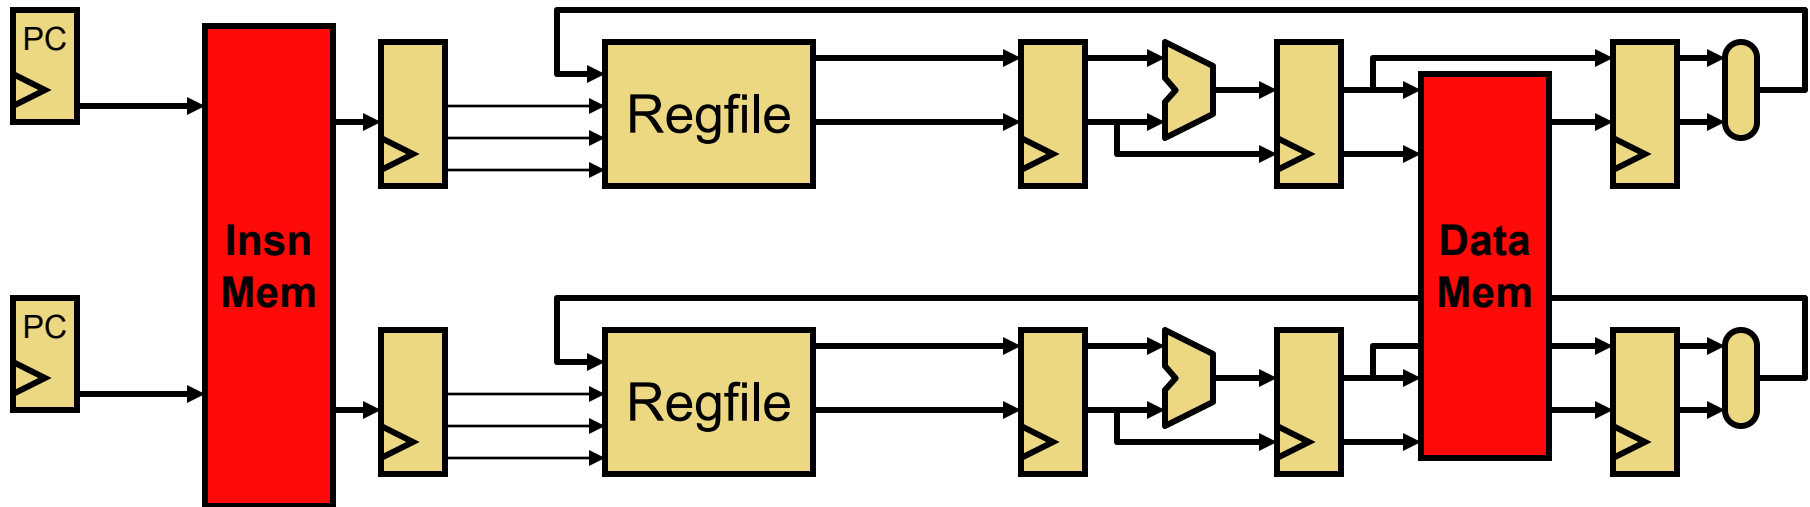 PC
Regfile
Insn
Mem
Data
Mem
PC
Regfile